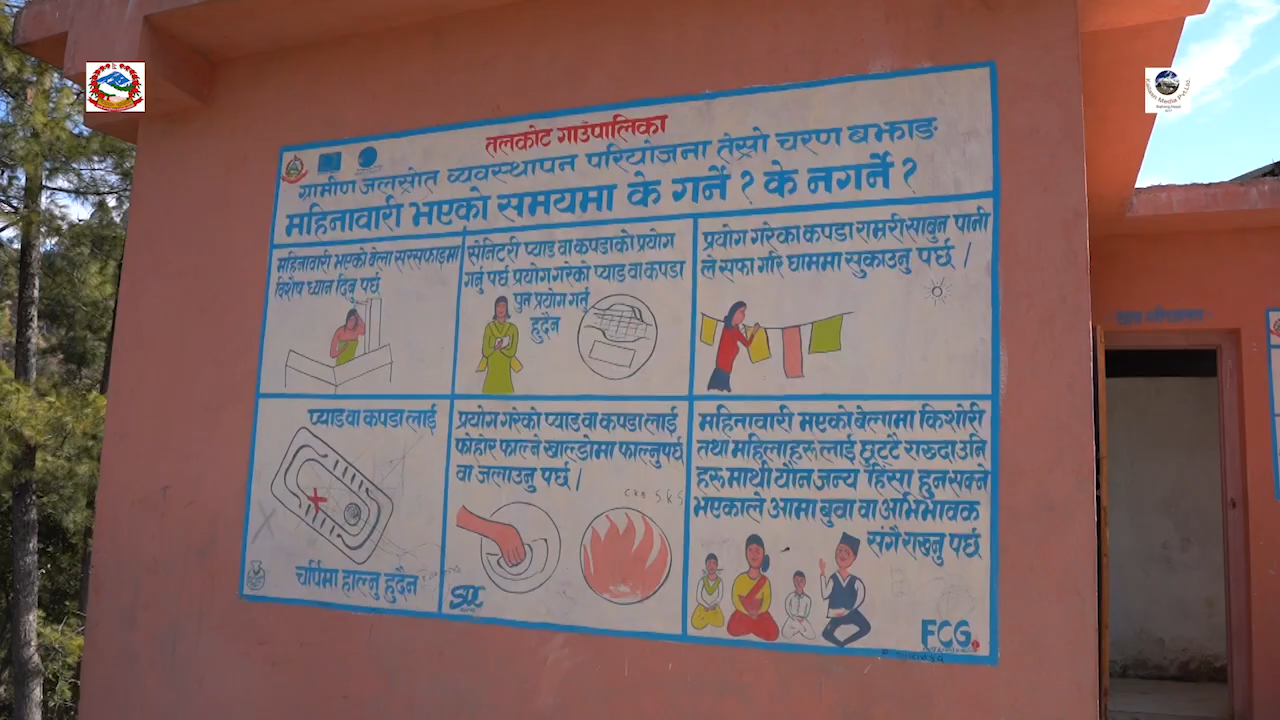 तलकोट गाउंपालिका
ग्रामीण जलस्रोत व्यवस्थापन परियोजना तेस्रो चरण बझाङ
महिनावारी भएको समयमा के गर्ने ? के नगर्ने ?
महिनावारी भएको बेला सरसफाइमा
विशेष ध्यान दिनु पर्छ
सेनिटरी प्याड वा कपडाको प्रयोग
गर्नु पर्छ प्रयोग गरेको प्याड वा कपडा
पुन प्रयोग गर्नु
हुदैन
प्रयोग गरेका कपडा राम्ररी साबुन पानी
ले सफा गरि घाममा सुकाउनु पर्छ ।
प्याड वा कपडा लाई
चर्पिमा हाल्नु हुदैन
प्रयोग गरेको प्याड वा कपडा लाई
फोहोर फाल्ने खाल्डोमा फाल्नुपर्छ
वा जलाउनु पर्छ ।
SKS
महिनावारी भएको बेलामा किशोरी
तथा महिलाहरू लाई छुट्टै राख्दा उनि
हरू माथी यौन जन्य हिंसा हुन सक्ने
भएकाले आमा बुवा वा अभिभावक
संगै राख्नु पर्छ
FCG